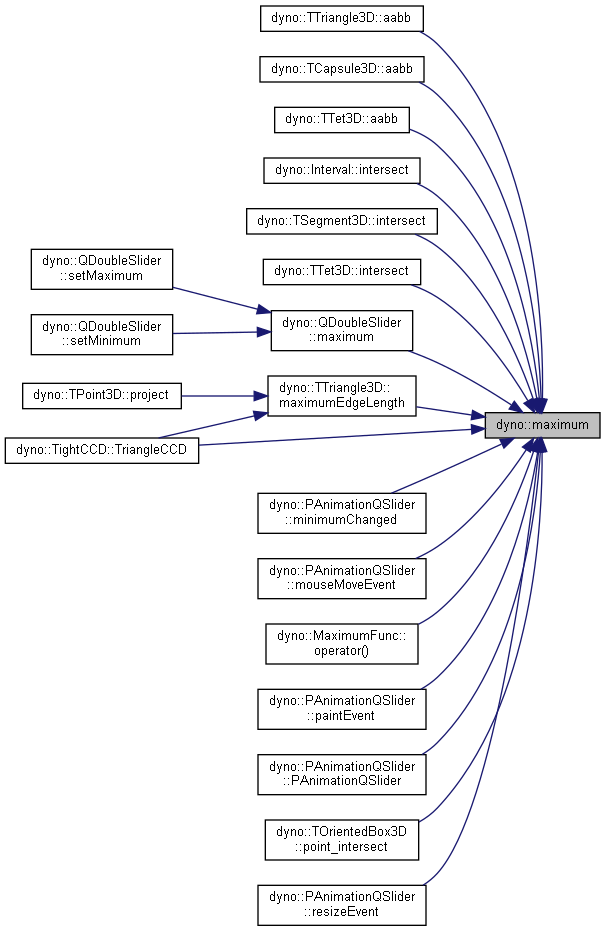 dyno::TTriangle3D::aabb
dyno::TCapsule3D::aabb
dyno::TTet3D::aabb
dyno::Interval::intersect
dyno::TSegment3D::intersect
dyno::TTet3D::intersect
dyno::QDoubleSlider
::setMaximum
dyno::QDoubleSlider
::setMinimum
dyno::QDoubleSlider
::maximum
dyno::TPoint3D::project
dyno::TTriangle3D::
maximumEdgeLength
dyno::TightCCD::TriangleCCD
dyno::maximum
dyno::PAnimationQSlider
::minimumChanged
dyno::PAnimationQSlider
::mouseMoveEvent
dyno::MaximumFunc::
operator()
dyno::PAnimationQSlider
::paintEvent
dyno::PAnimationQSlider
::PAnimationQSlider
dyno::TOrientedBox3D
::point_intersect
dyno::PAnimationQSlider
::resizeEvent